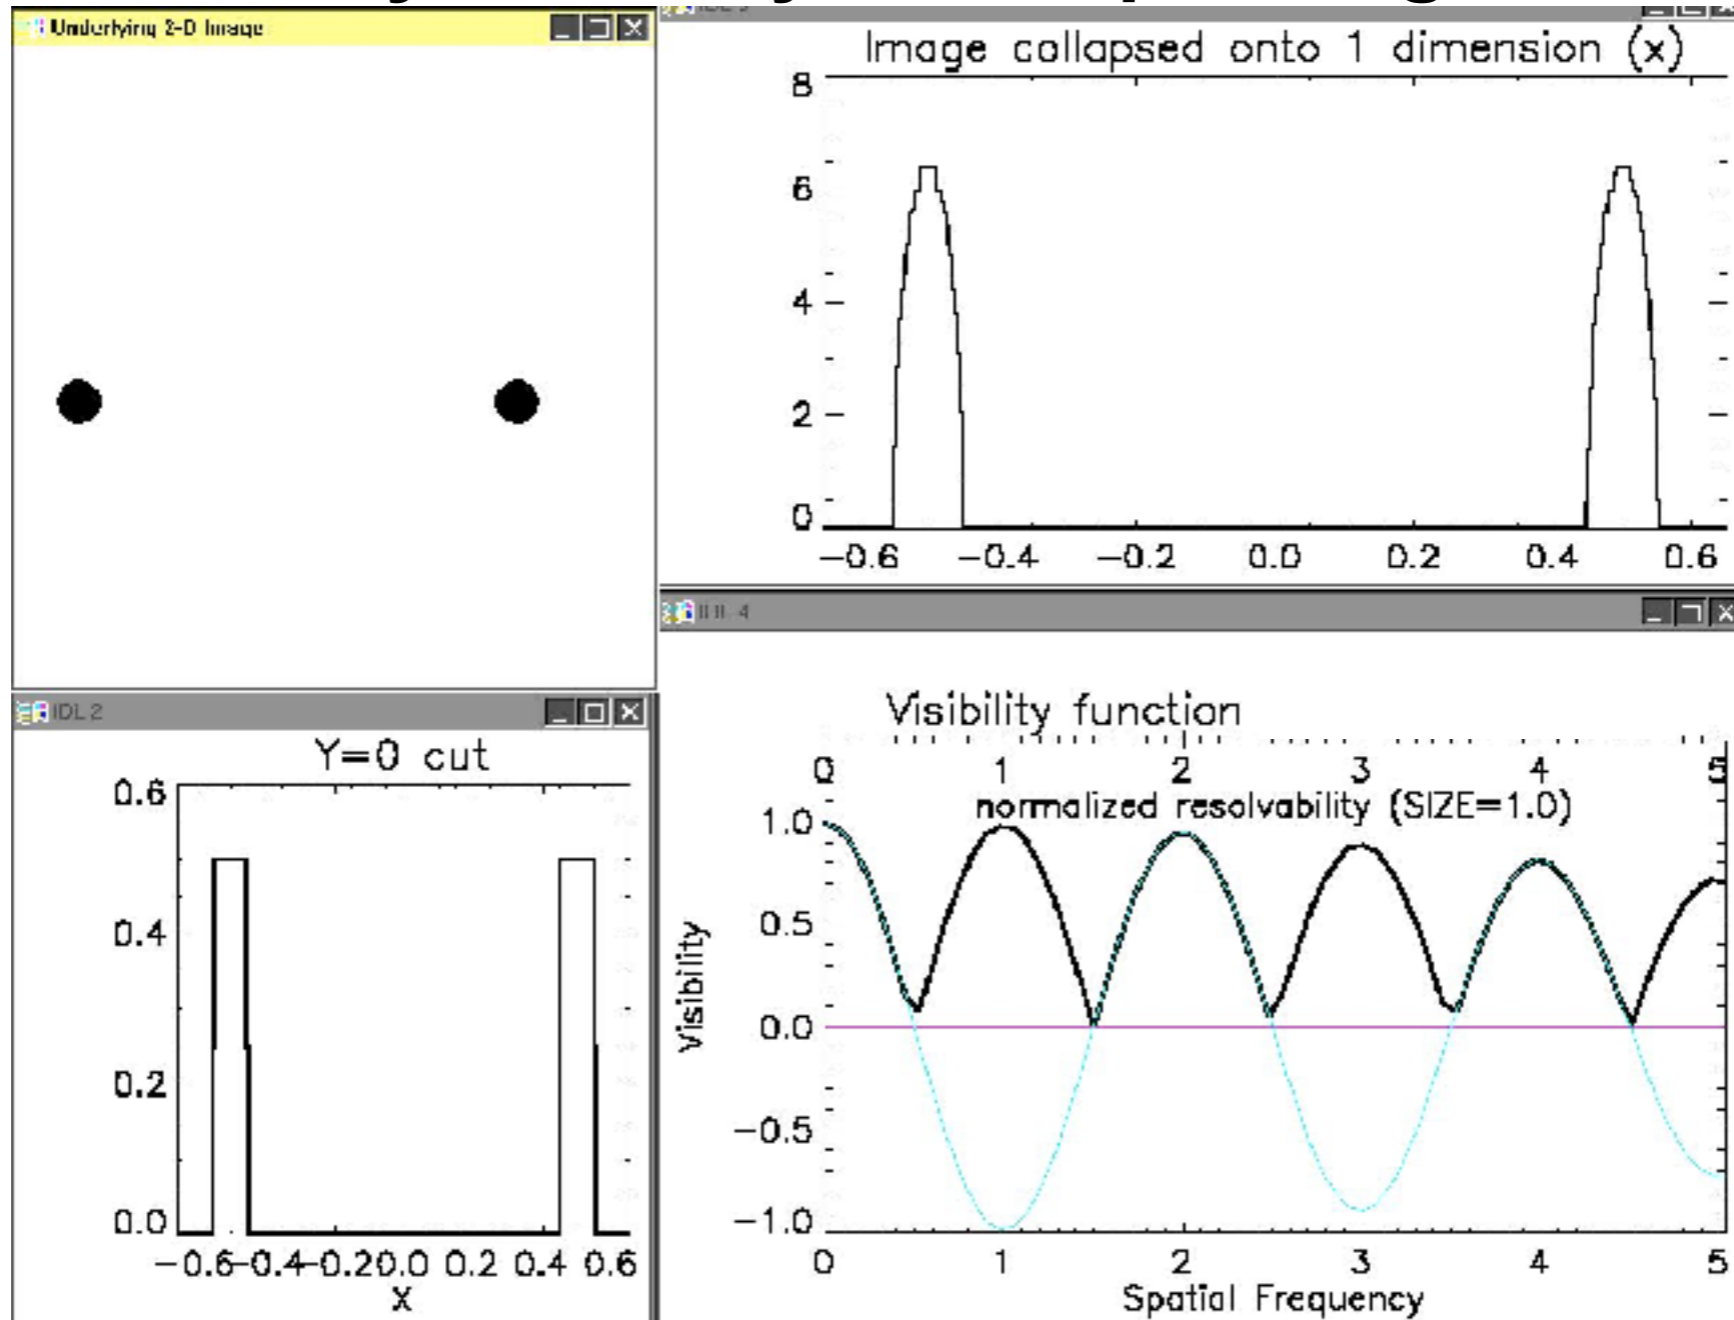 Underlying 2-D Image
Image collapsed onto 1 dimension (x)
8
6
4
2
0
−0.6 −0.4 −0.2 0.0 0.2 0.4 0.6
IDL 4
Visibility function
0 1 2 3 4 5
normalized resolvability (SIZE=1.0)
1.0
0.5
0.0
−0.5
−1.0
Visibility
0 1 2 3 4 5
Spatial Frequency
IDL 2
Y=0 cut
0.6
0.4
0.2
0.0
−0.6−0.4−0.20.0 0.2 0.4 0.6
X